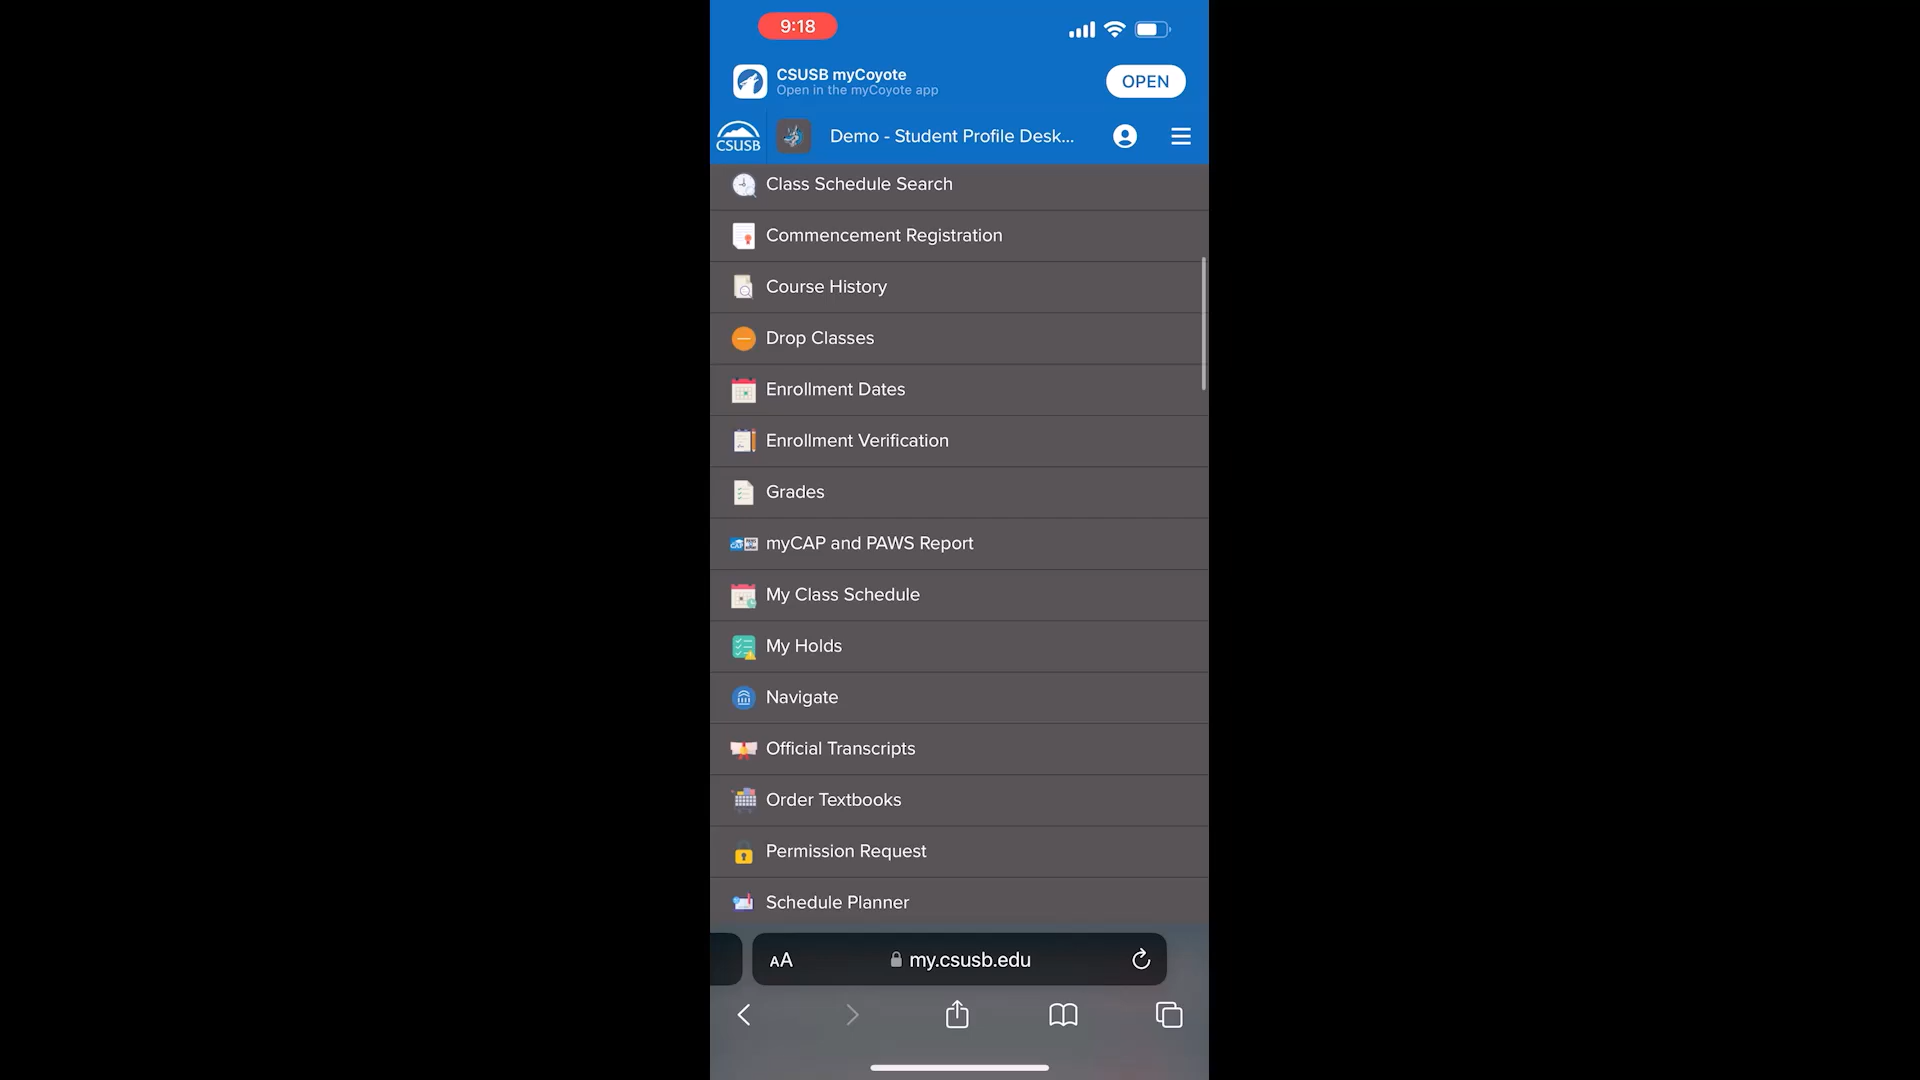 9:18
CSUSB myCoyote
Open in the myCoyote app
OPEN
CSUSB
Demo - Student Profile Desk...
Class Schedule Search
Commencement Registration
Course History
Drop Classes
Enrollment Dates
Enrollment Verification
Grades
myCAP and PAWS Report
My Class Schedule
My Holds
Navigate
Official Transcripts
Order Textbooks
Permission Request
Schedule Planner
AA
my.csusb.edu